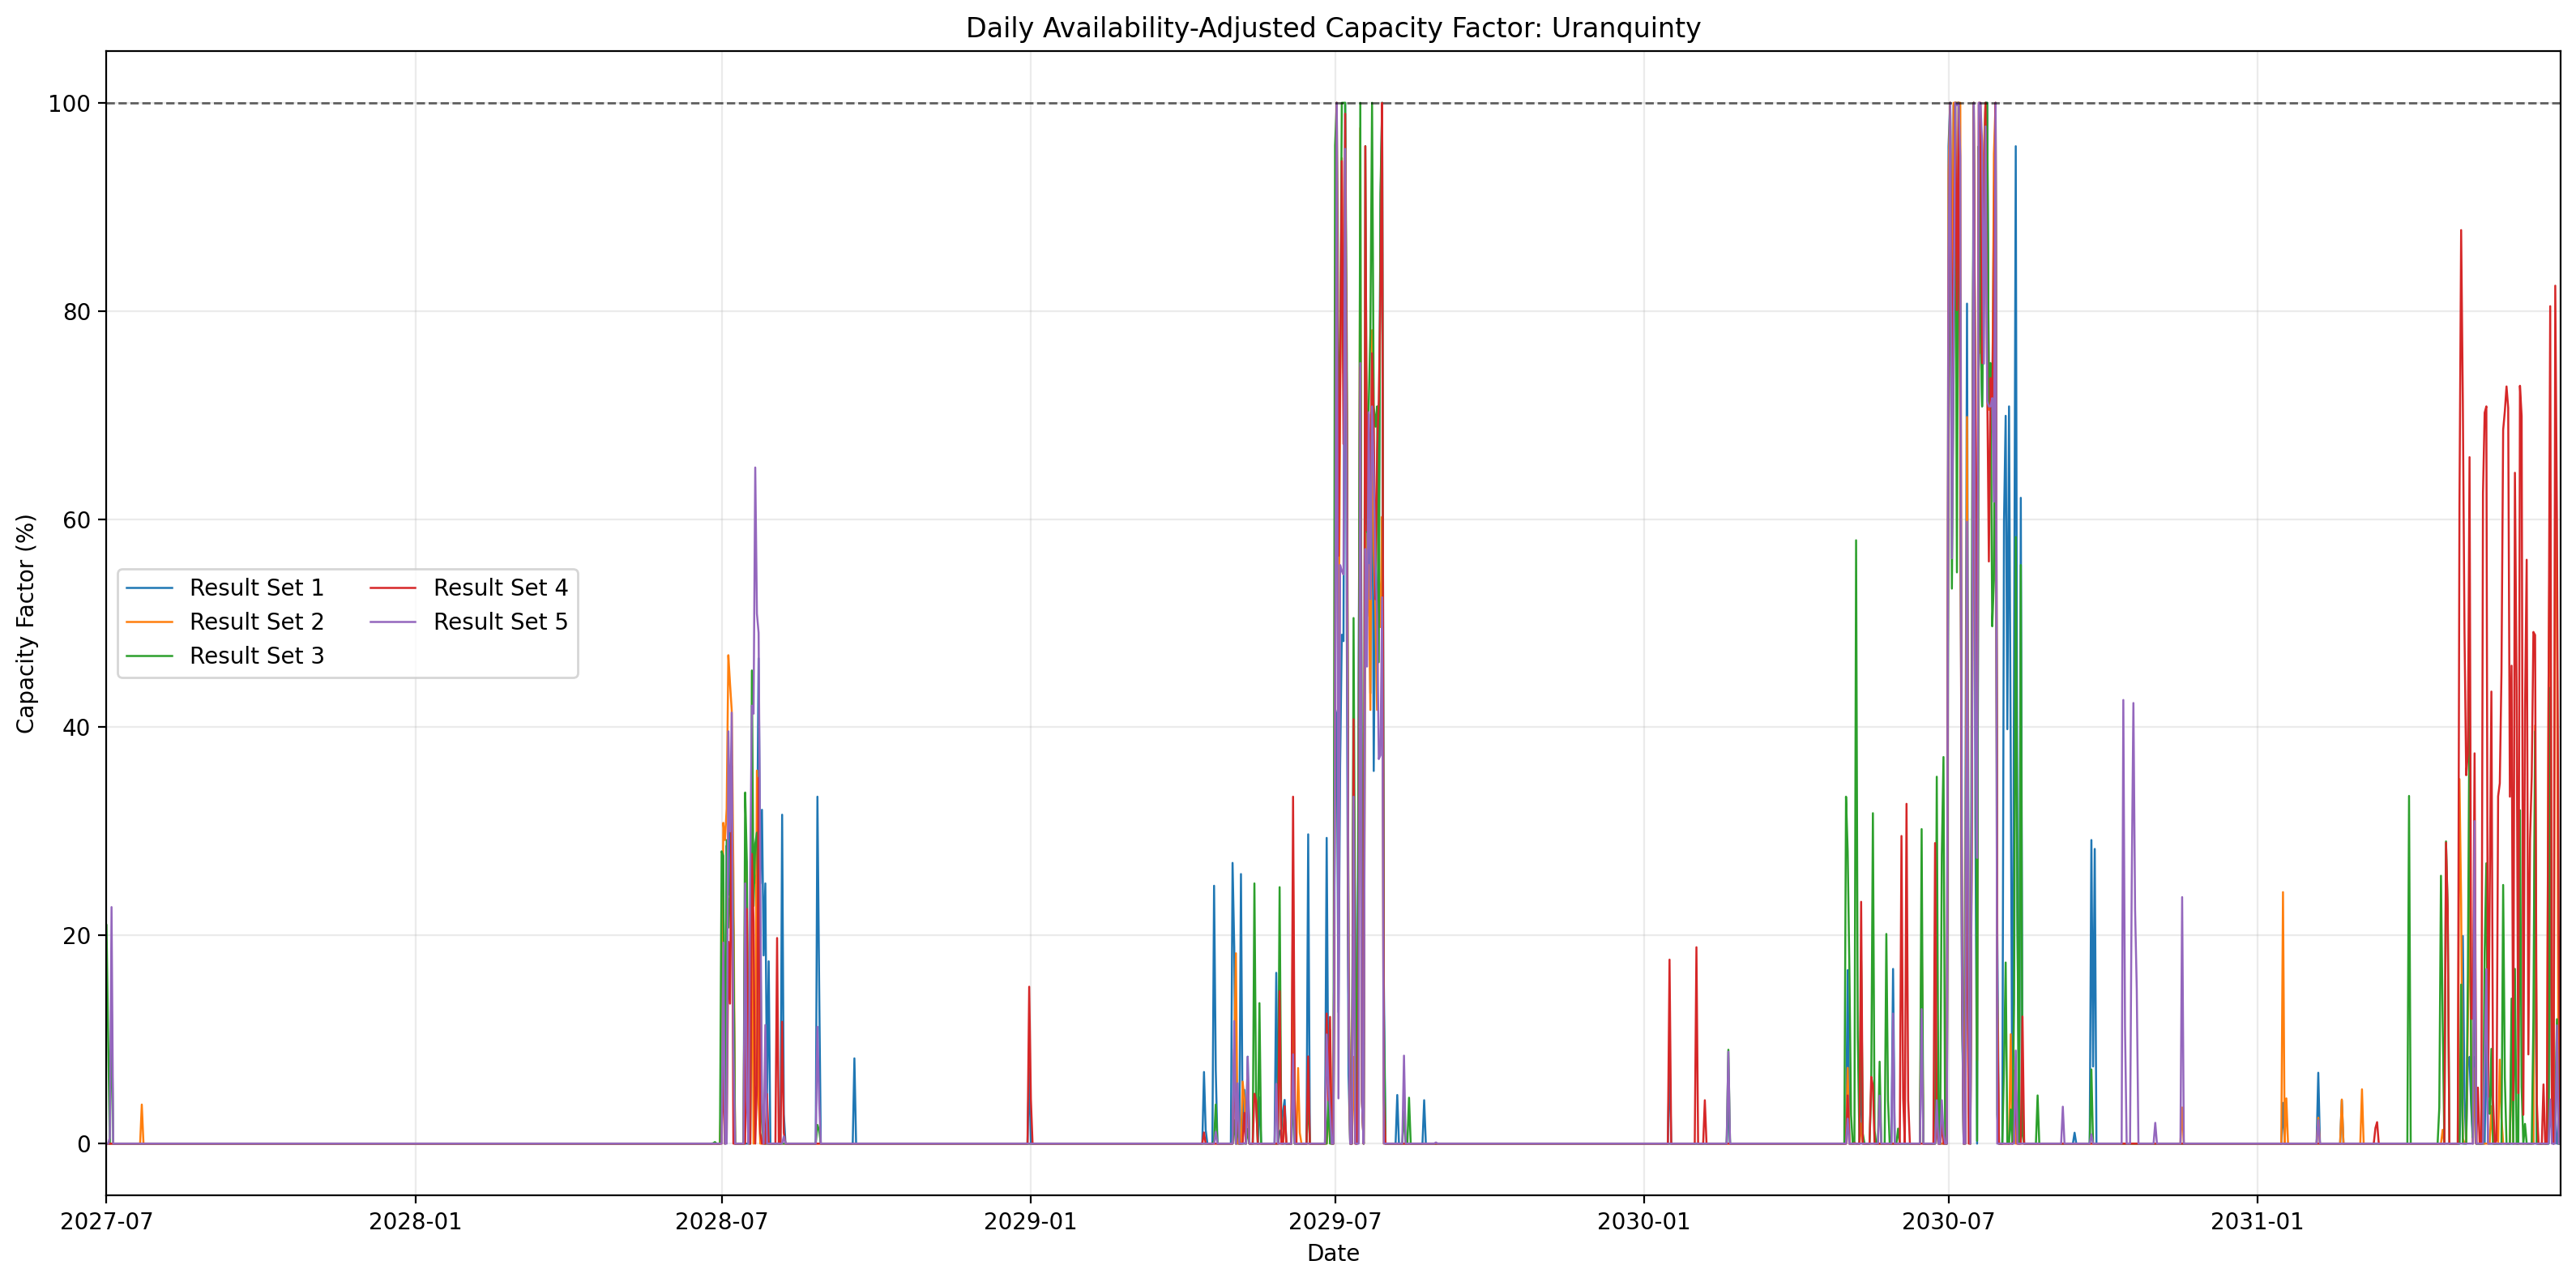 Daily Availability-Adjusted Capacity Factor: Uranquinty
Capacity Factor (%)
100
80
60
40
20
0
Result Set 1
Result Set 2
Result Set 3
Result Set 4
Result Set 5
2027-07
2028-01
2028-07
2029-01
2029-07
2030-01
2030-07
2031-01
Date